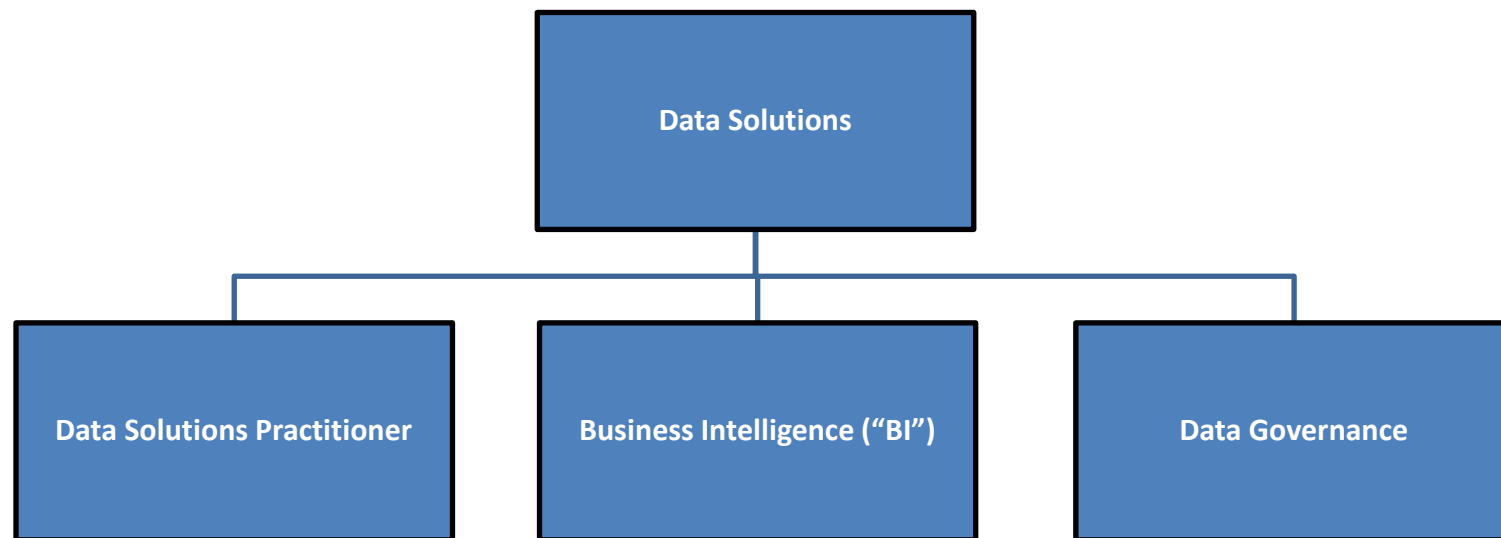 Data Solutions
Data Solutions Practitioner
Business Intelligence (“BI”)
Data Governance